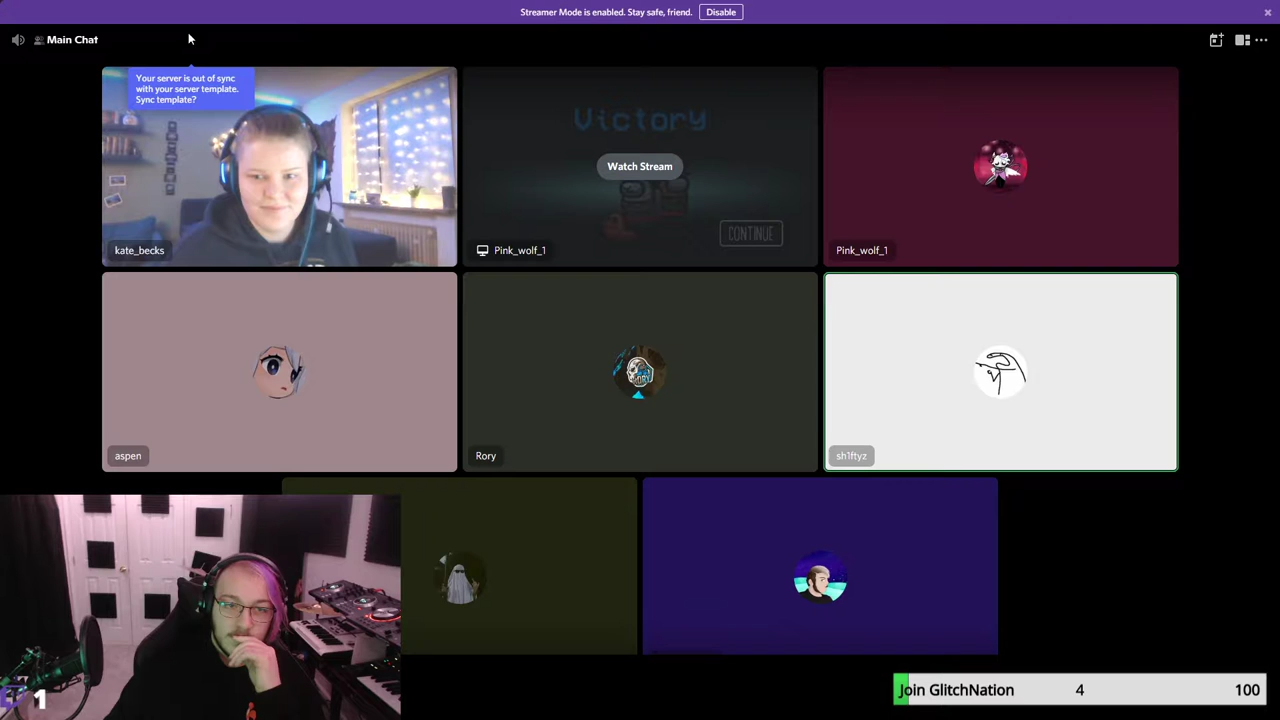 Streamer Mode is enabled. Stay safe, friend.
Disable
Main Chat
Your server is out of sync
with your server template.
Sync template?
Victory
Watch Stream
CONTINUE
kate_becks
Pink_wolf_1
Pink_wolf_1
aspen
Rory
sh1ftyz
1
Join GlitchNation 4 100